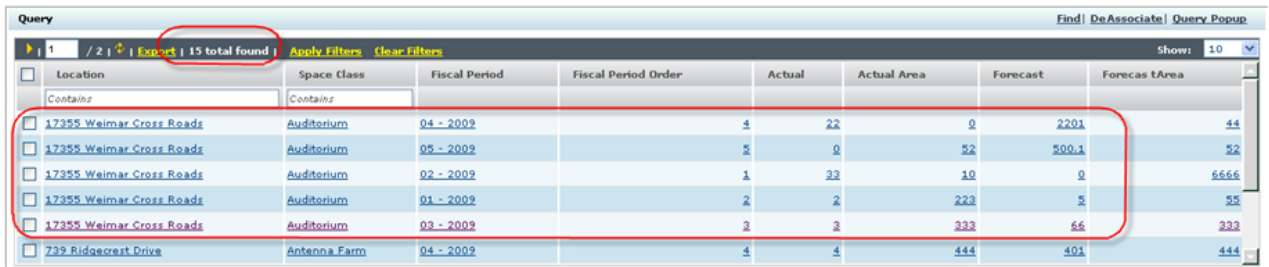 Query Find| DeAssociate| Query Popup
1 / 2 | | Export | 15 total found | Apply Filters Clear Filters Show: 10
Location Space Class Fiscal Period Fiscal Period Order Actual Actual Area Forecast Forecas tArea
Contains Contains
17355 Weimar Cross Roads Auditorium 04 - 2009 4 22 0 2201 44
17355 Weimar Cross Roads Auditorium 05 - 2009 5 0 52 500.1 52
17355 Weimar Cross Roads Auditorium 02 - 2009 1 33 10 0 6666
17355 Weimar Cross Roads Auditorium 01 - 2009 2 2 223 5 55
17355 Weimar Cross Roads Auditorium 03 - 2009 3 3 333 66 333
739 Ridgecrest Drive Antenna Farm 04 - 2009 4 4 444 401 444